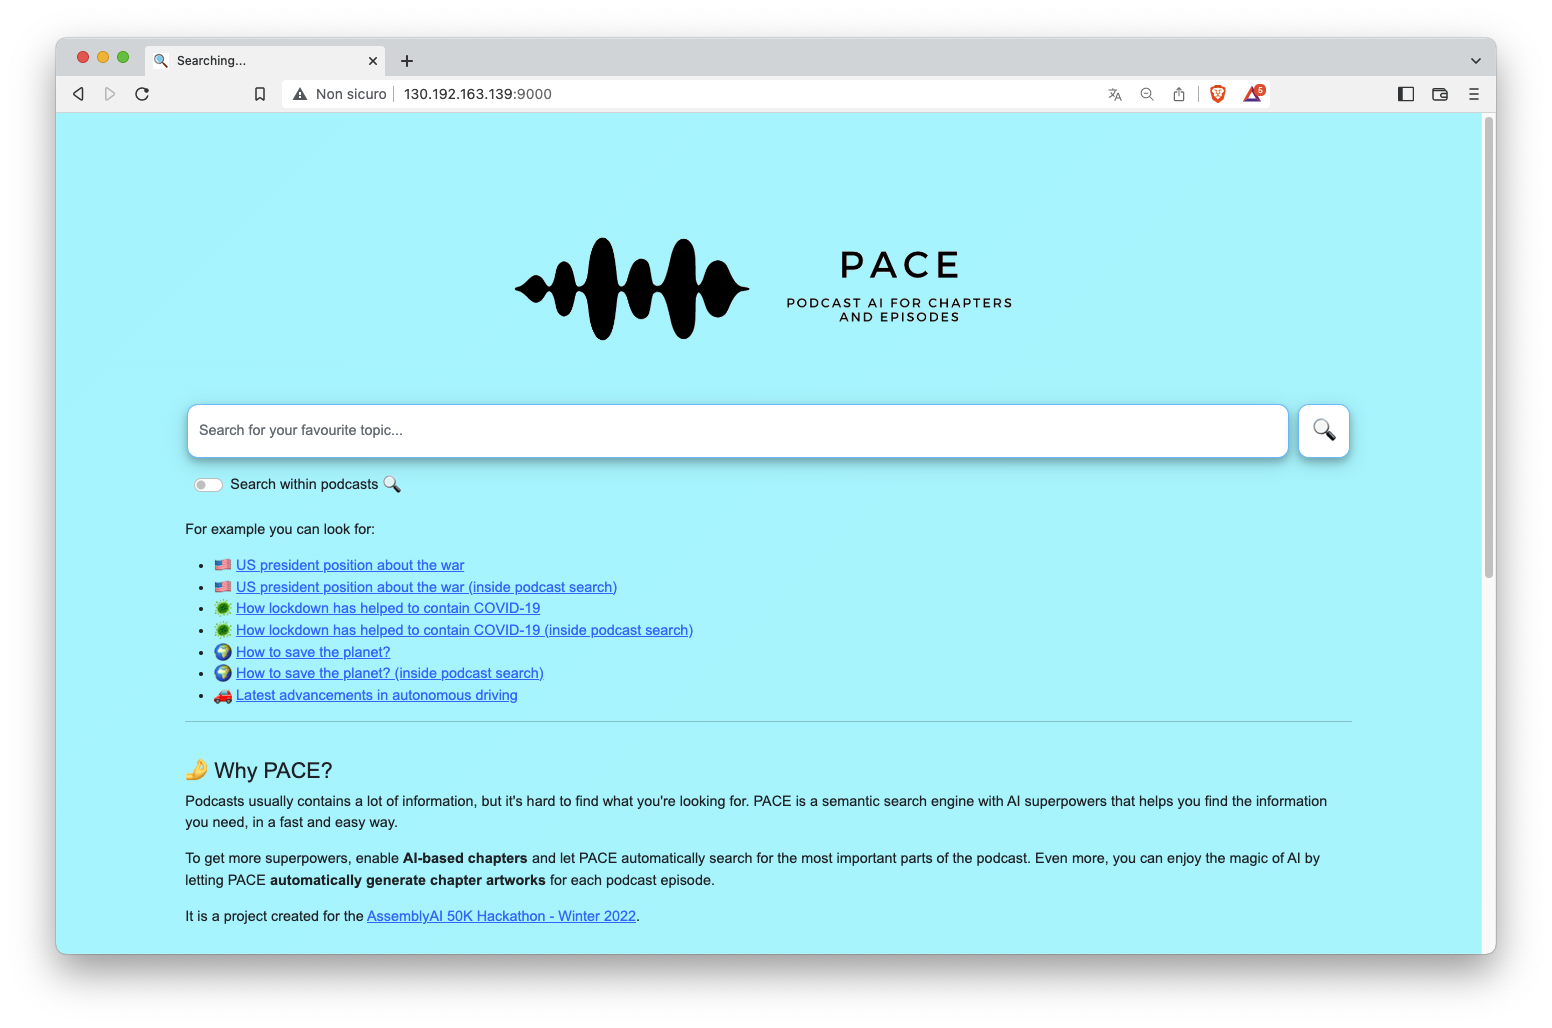 Searching...
Non sicuro
130.192.163.139:9000
5
PACE
PODCAST AI FOR CHAPTERS
AND EPISODES
Search for your favourite topic...
Search within podcasts
For example you can look for:
US president position about the war
US president position about the war (inside podcast search)
How lockdown has helped to contain COVID-19
How lockdown has helped to contain COVID-19 (inside podcast search)
How to save the planet?
How to save the planet? (inside podcast search)
Latest advancements in autonomous driving
Why PACE?
Podcasts usually contains a lot of information, but it's hard to find what you're looking for. PACE is a semantic search engine with AI superpowers that helps you find the information
you need, in a fast and easy way.
To get more superpowers, enable AI-based chapters and let PACE automatically search for the most important parts of the podcast. Even more, you can enjoy the magic of AI by
letting PACE automatically generate chapter artworks for each podcast episode.
It is a project created for the AssemblyAI 50K Hackathon - Winter 2022.